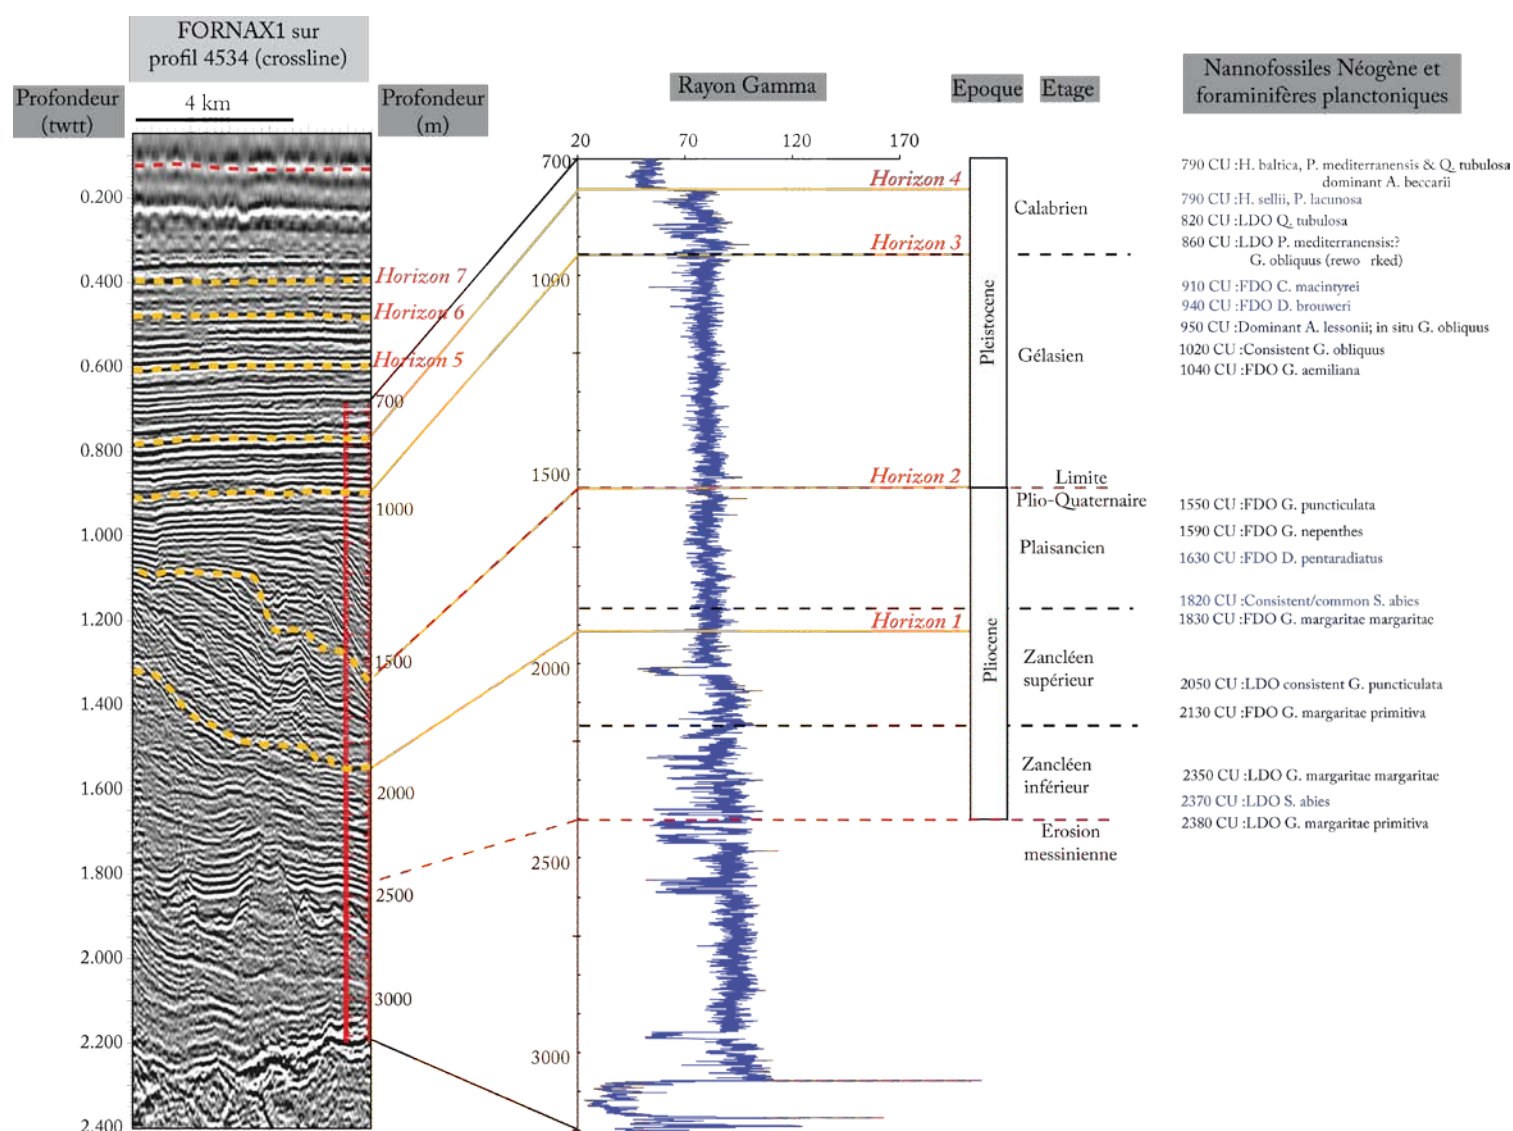 FORNAX1 sur
profil 4534 (crossline)
Profondeur
(twtt)
4 km
Profondeur
(m)
Rayon Gamma
Epoque
Etage
Nannofossiles Néogène et
foraminifères planctoniques
0.200
0.400
0.600
0.800
1.000
1.200
1.400
1.600
1.800
2.000
2.200
2.400
Horizon 7
Horizon 6
Horizon 5
700
1000
1500
2000
2500
3000
20
70
120
170
700
1000
1500
2000
2500
3000
Horizon 4
Horizon 3
Horizon 2
Horizon 1
Pleistocene
Pliocene
Calabrien
Gélasien
Limite
Plio-Quaternaire
Plaisancien
Zancléen
supérieur
Zancléen
inférieur
Erosion
messinienne
790 CU :H. baltica, P. mediterranensis & Q. tubulosa
dominant A. beccarii
790 CU :H. sellii, P. lacunosa
820 CU :LDO Q. tubulosa
860 CU :LDO P. mediterranensis:?
G. obliquus (rewo rked)
910 CU :FDO C. macintyrei
940 CU :FDO D. brouweri
950 CU :Dominant A. lessonii; in situ G. obliquus
1020 CU :Consistent G. obliquus
1040 CU :FDO G. aemiliana
1550 CU :FDO G. puncticulata
1590 CU :FDO G. nepenthes
1630 CU :FDO D. pentaradiatus
1820 CU :Consistent/common S. abies
1830 CU :FDO G. margaritae margaritae
2050 CU :LDO consistent G. puncticulata
2130 CU :FDO G. margaritae primitiva
2350 CU :LDO G. margaritae margaritae
2370 CU :LDO S. abies
2380 CU :LDO G. margaritae primitiva